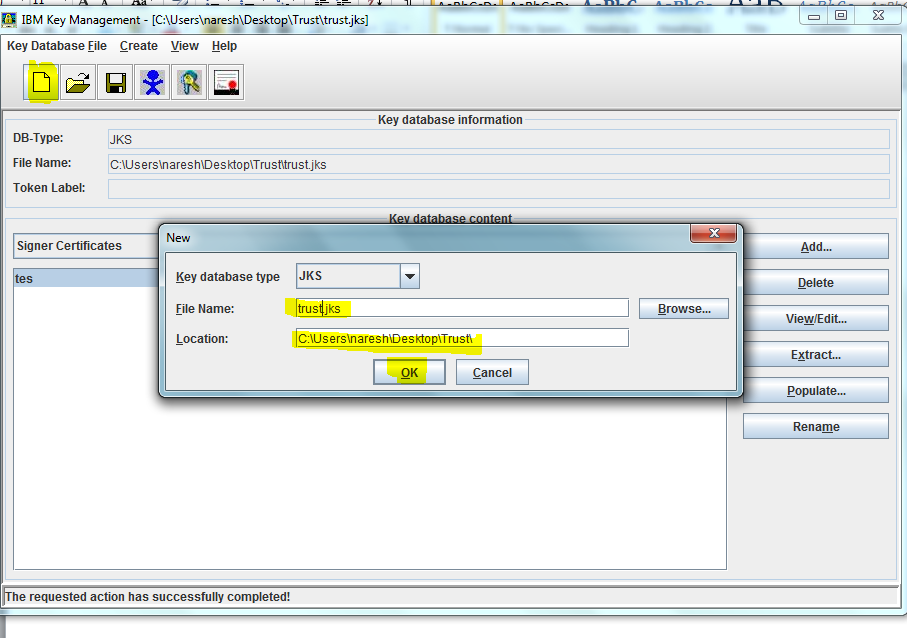 IBM Key Management - [C:\Users\naresh\Desktop\Trust\trust.jks]
Key Database File Create View Help
Key database information
DB-Type: JKS
File Name: C:\Users\naresh\Desktop\Trust\trust.jks
Token Label:
Key database content
Signer Certificates
tes
Add...
Delete
View/Edit...
Extract...
Populate...
Rename
New
Key database type JKS
File Name: trust.jks Browse...
Location: C:\Users\naresh\Desktop\Trust\
OK Cancel
The requested action has successfully completed!